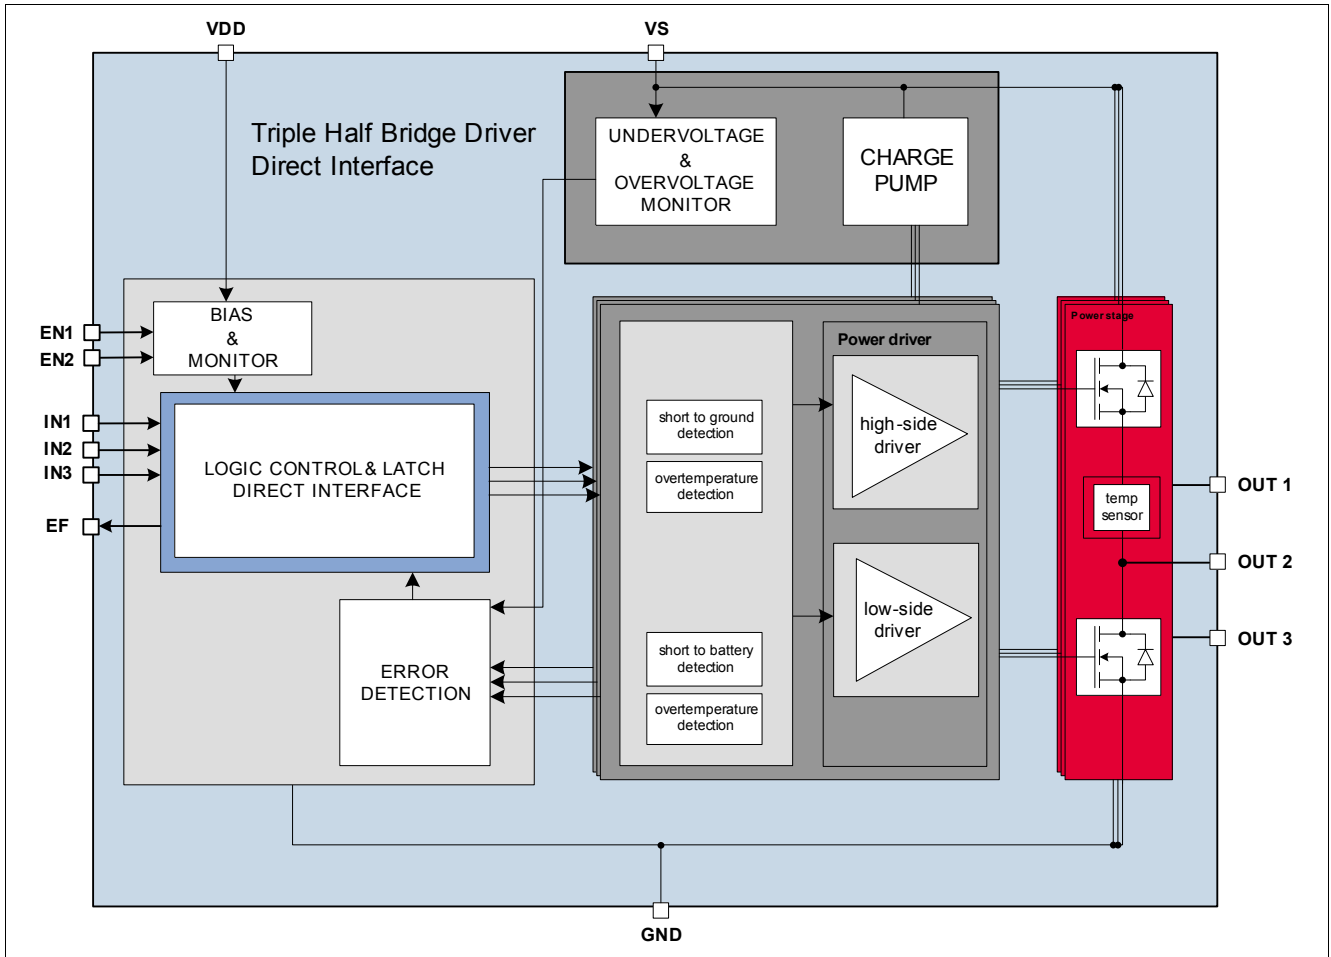 VDD
VS
Triple Half Bridge Driver
Direct Interface
UNDERVOLTAGE
&
OVERVOLTAGE
MONITOR
CHARGE
PUMP
BIAS
&
MONITOR
EN1
EN2
IN1
IN2
IN3
EF
LOGIC CONTROL & LATCH
DIRECT INTERFACE
ERROR
DETECTION
short to ground
detection
overtemperature
detection
short to battery
detection
overtemperature
detection
Power driver
high-side
driver
low-side
driver
Power stage
temp
sensor
OUT 1
OUT 2
OUT 3
GND